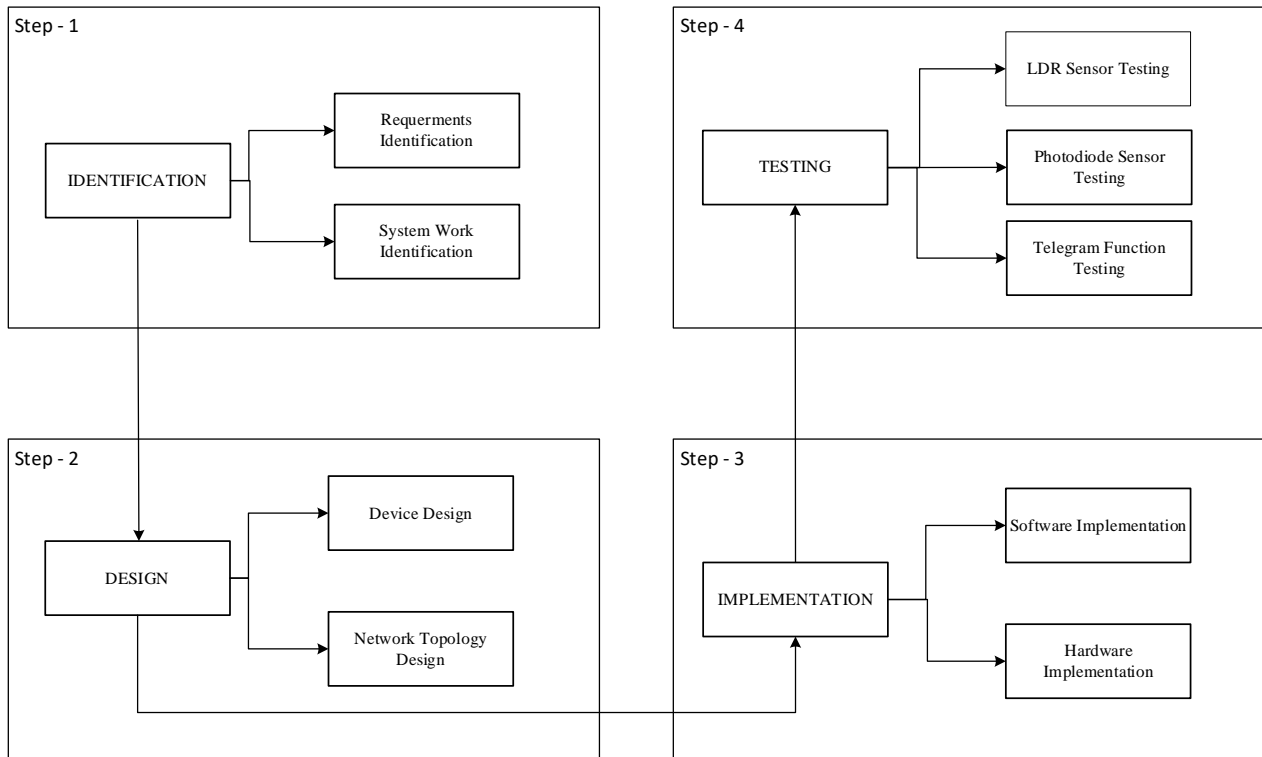 Step - 1
IDENTIFICATION
Requerments
Identification
System Work
Identification
Step - 2
DESIGN
Device Design
Network Topology
Design
Step - 3
IMPLEMENTATION
Software Implementation
Hardware
Implementation
Step - 4
TESTING
LDR Sensor Testing
Photodiode Sensor
Testing
Telegram Function
Testing